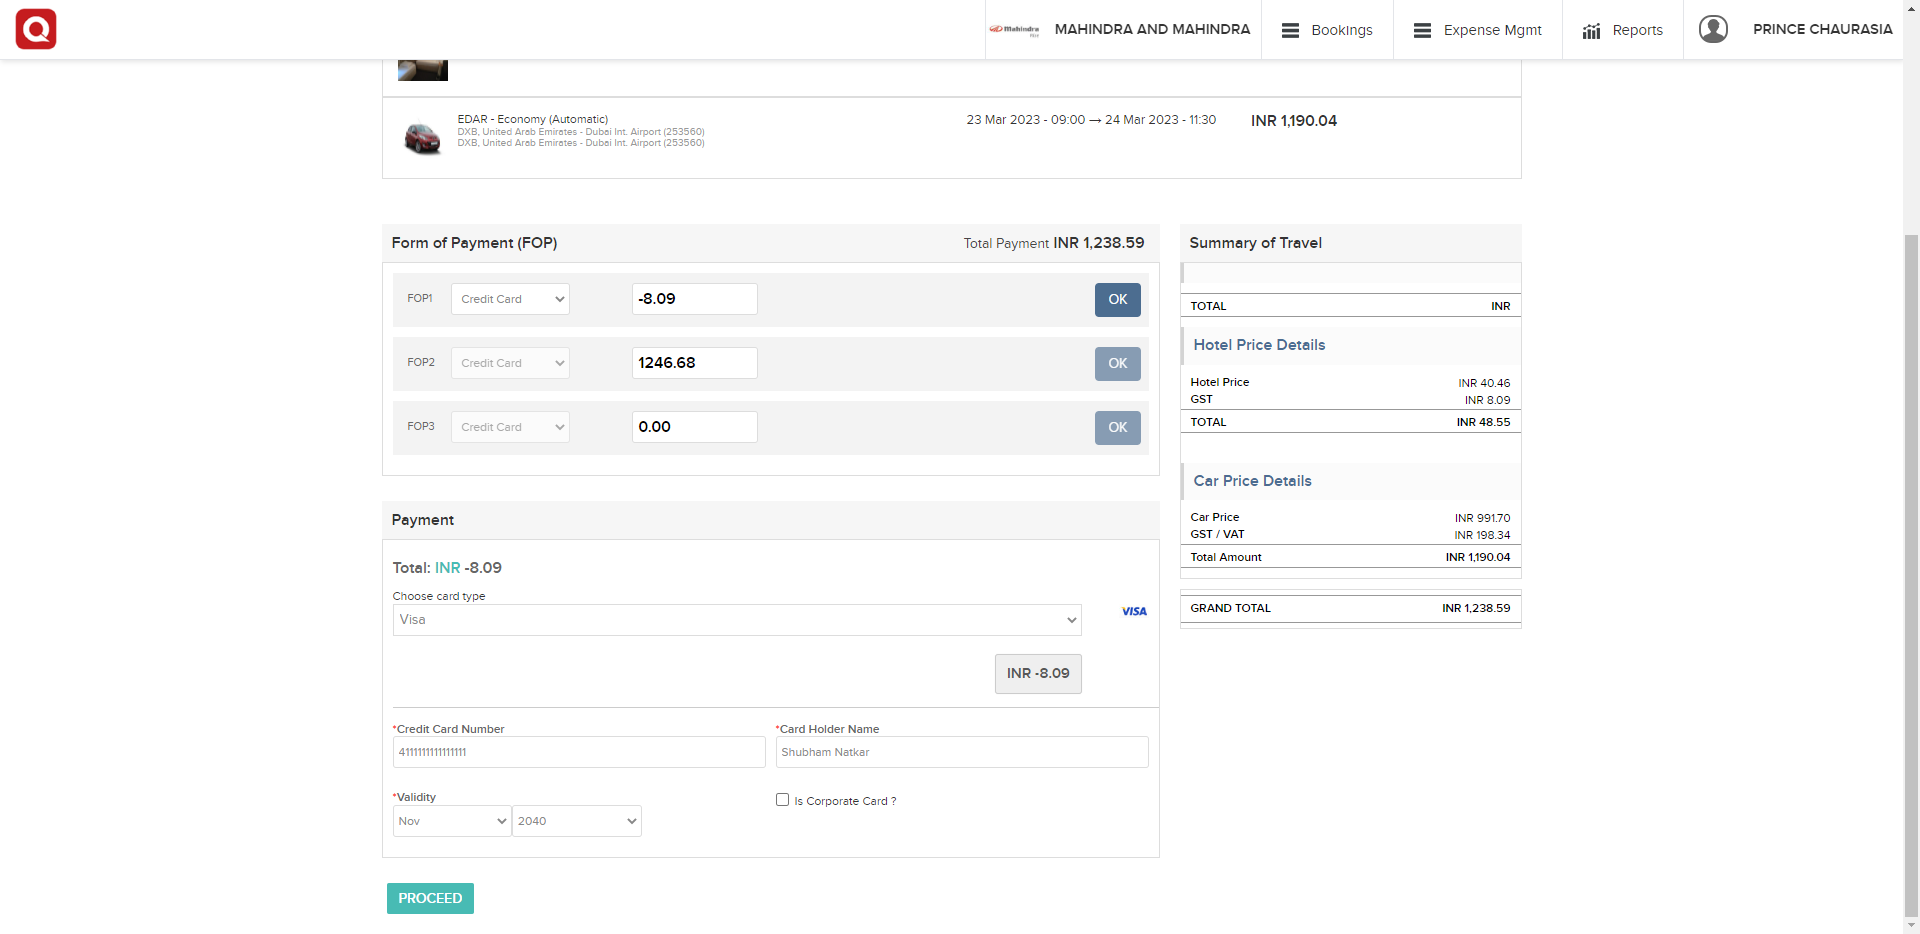 Q
Mahindra
MAHINDRA AND MAHINDRA
Bookings
Expense Mgmt
Reports
PRINCE CHAURASIA
EDAR - Economy (Automatic)
DXB, United Arab Emirates - Dubai Int. Airport (253560)
DXB, United Arab Emirates - Dubai Int. Airport (253560)
23 Mar 2023 - 09:00 → 24 Mar 2023 - 11:30
INR 1,190.04
Form of Payment (FOP)
Total Payment INR 1,238.59
FOP1 Credit Card -8.09 OK
FOP2 Credit Card 1246.68 OK
FOP3 Credit Card 0.00 OK
Payment
Total: INR -8.09
Choose card type
Visa
VISA
INR -8.09
*Credit Card Number
4111111111111111
*Card Holder Name
Shubham Natkar
*Validity
Nov 2040
Is Corporate Card ?
PROCEED
Summary of Travel
TOTAL INR
Hotel Price Details
Hotel Price INR 40.46
GST INR 8.09
TOTAL INR 48.55
Car Price Details
Car Price INR 991.70
GST / VAT INR 198.34
Total Amount INR 1,190.04
GRAND TOTAL INR 1,238.59